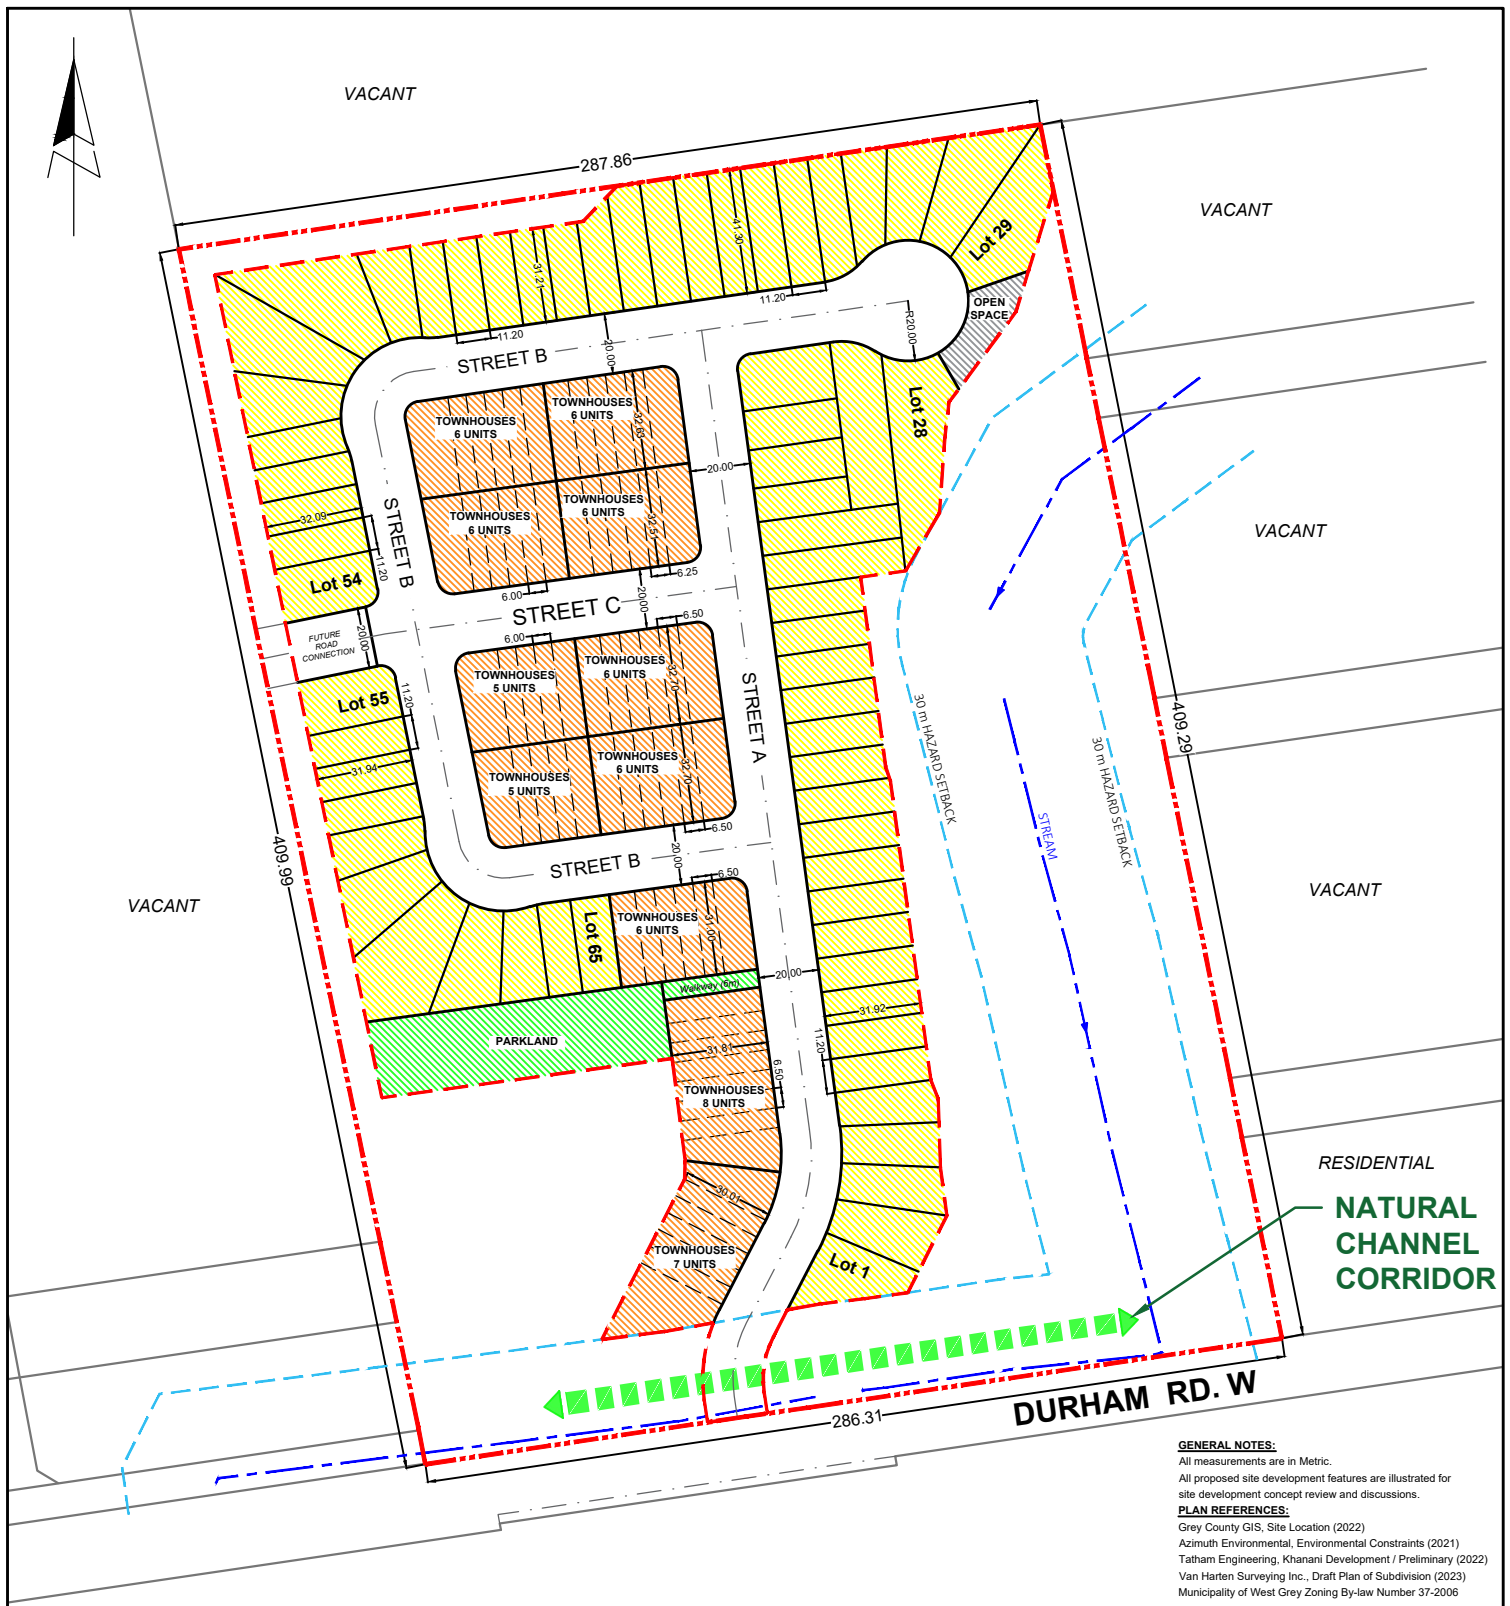 VACANT
287.86
VACANT
41.30
Lot 29
31.21
11.20
OPEN
SPACE
R20.00
11.20
STREET B
20.00
Lot 28
TOWNHOUSES
6 UNITS
TOWNHOUSES
6 UNITS
32.63
20.00
TOWNHOUSES
6 UNITS
TOWNHOUSES
6 UNITS
32.51
32.09
STREET B
11.20
VACANT
Lot 54
6.00
6.25
STREET C
20.00
FUTURE
ROAD
CONNECTION
20.00
6.00
6.50
TOWNHOUSES
5 UNITS
TOWNHOUSES
6 UNITS
32.70
Lot 55
11.20
STREET A
30 m HAZARD SETBACK
409.29
30 m HAZARD SETBACK
31.94
TOWNHOUSES
5 UNITS
TOWNHOUSES
6 UNITS
32.70
STREAM
6.50
409.99
STREET B
20.00
6.50
VACANT
VACANT
Lot 65
TOWNHOUSES
6 UNITS
31.00
20.00
Walkway (6m)
31.92
PARKLAND
31.81
11.20
6.50
TOWNHOUSES
8 UNITS
RESIDENTIAL
30.01
NATURAL
CHANNEL
CORRIDOR
TOWNHOUSES
7 UNITS
Lot 1
286.31
DURHAM RD. W
GENERAL NOTES:
All measurements are in Metric.
All proposed site development features are illustrated for
site development concept review and discussions.
PLAN REFERENCES:
Grey County GIS, Site Location (2022)
Azimuth Environmental, Environmental Constraints (2021)
Tatham Engineering, Khanani Development / Preliminary (2022)
Van Harten Surveying Inc., Draft Plan of Subdivision (2023)
Municipality of West Grey Zoning By-law Number 37-2006